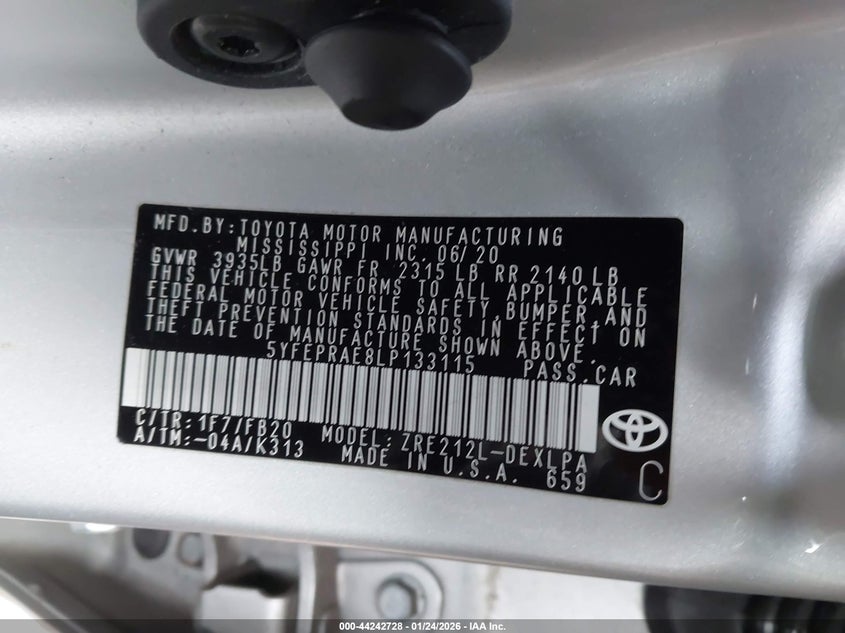 MFD.BY:TOYOTA MOTOR MANUFACTURING
MISSISSIPPI INC. 06/20
GVWR 3935LB GAWR FR 2315 LB RR 2140 LB
THIS VEHICLE CONFORMS TO ALL APPLICABLE
FEDERAL MOTOR VEHICLE SAFETY,BUMPER,AND
THEFT PREVENTION STANDARDS IN EFFECT ON
THE DATE OF MANUFACTURE SHOWN ABOVE.
5YFEPRAE8LP133115 PASS.CAR
C/TR:1F7/FB20 MODEL:ZRE212L-DEXLPA
A/TM:-04A/K313 MADE IN U.S.A. 659
C
000-44242728 - 01/24/2026 - IAA Inc.